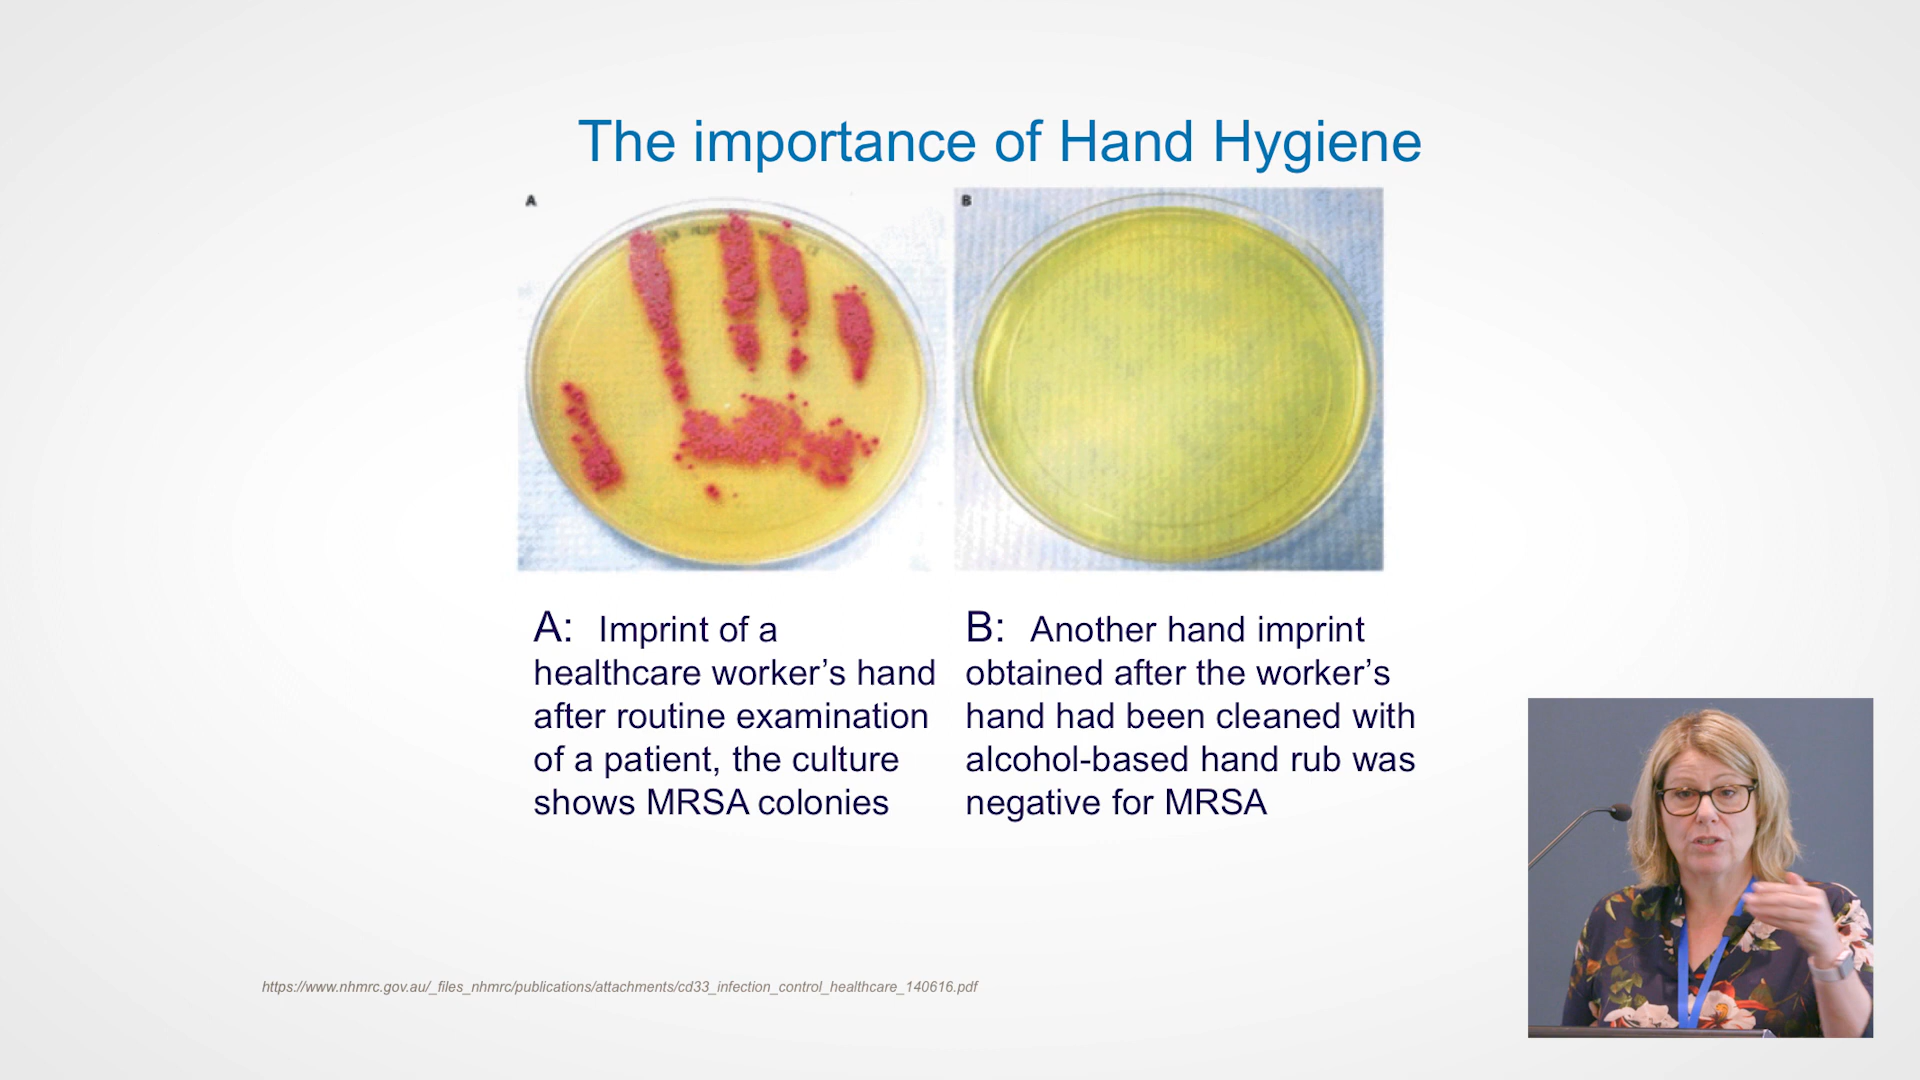 The importance of Hand Hygiene
A
B
A: Imprint of a
healthcare worker’s hand
after routine examination
of a patient, the culture
shows MRSA colonies
B: Another hand imprint
obtained after the worker’s
hand had been cleaned with
alcohol-based hand rub was
negative for MRSA
https://www.nhmrc.gov.au/_files_nhmrc/publications/attachments/cd33_infection_control_healthcare_140616.pdf